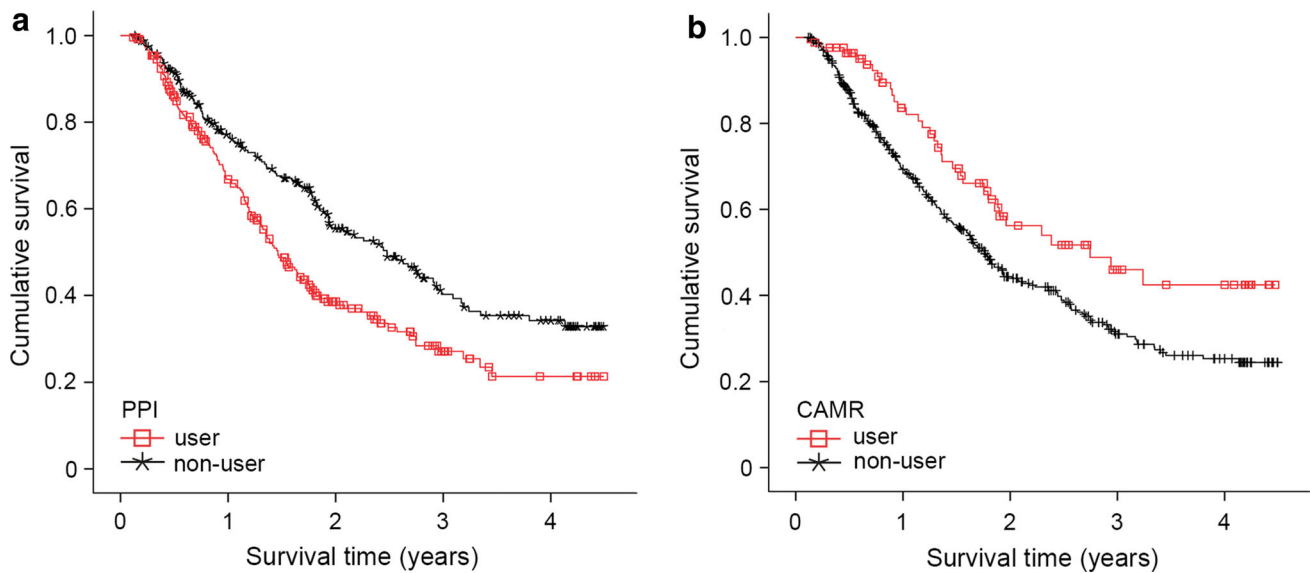 a
Cumulative survival
1.0
0.8
0.6
0.4
0.2
0
PPI
user
non-user
0 1 2 3 4
Survival time (years)
b
Cumulative survival
1.0
0.8
0.6
0.4
0.2
0
CAMR
user
non-user
0 1 2 3 4
Survival time (years)